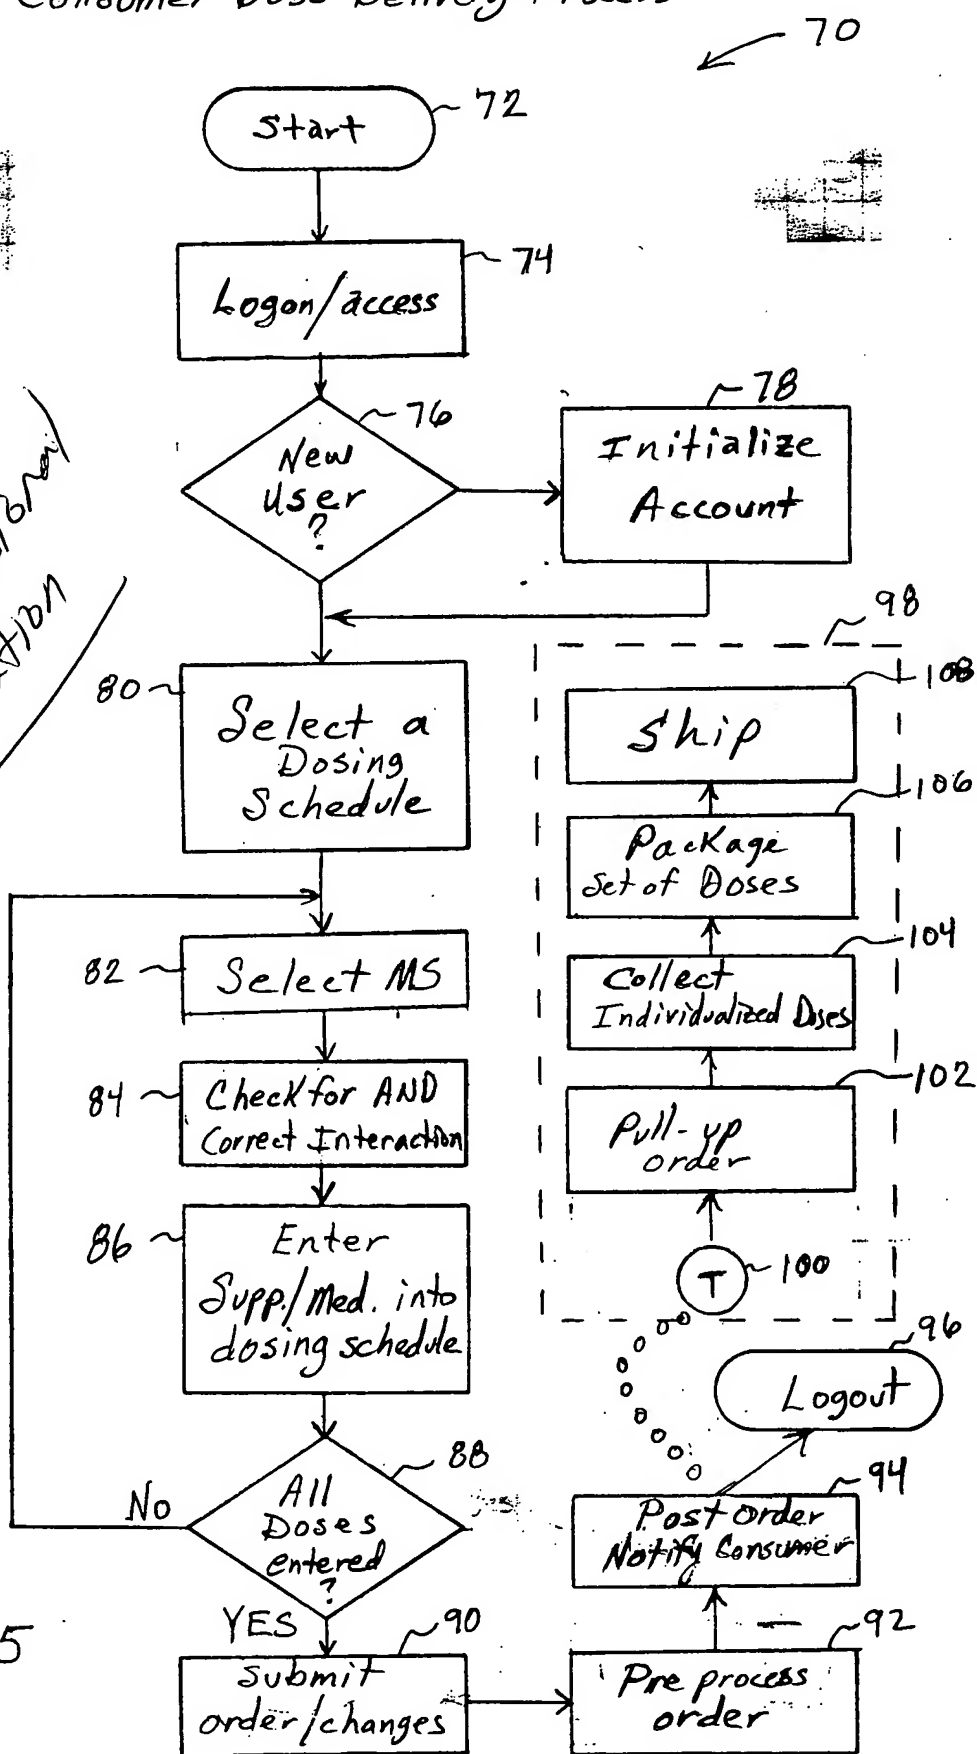 Consumer Dose Delivery Process
70
Start
72
Logon/access
74
New
User
?
76
78
Initialize
Account
80
Select a
Dosing
Schedule
82
Select MS
84
Check for AND
Correct Interaction
86
Enter
Supp./Med. into
dosing schedule
88
All
Doses
entered
?
No
YES
90
Submit
order/changes
92
Pre process
order
94
Post order
Notify Consumer
96
Logout
98
T
100
102
Pull-up
order
104
Collect
Individualized Doses
106
Package
Set of Doses
108
Ship
5